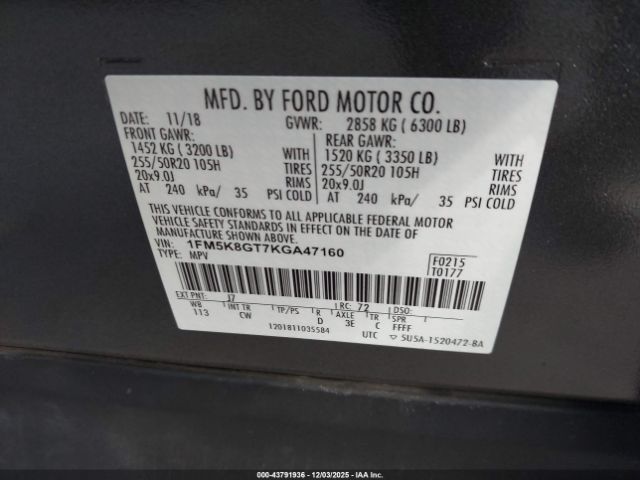 MFD. BY FORD MOTOR CO.
DATE: 11/18 GVWR: 2858 KG ( 6300 LB)
FRONT GAWR: REAR GAWR:
1452 KG ( 3200 LB) WITH 1520 KG ( 3350 LB) WITH
255/50R20 105H TIRES 255/50R20 105H TIRES
20x9.0J RIMS 20x9.0J RIMS
AT 240 kPa/ 35 PSI COLD AT 240 kPa/ 35 PSI COLD
THIS VEHICLE CONFORMS TO ALL APPLICABLE FEDERAL MOTOR
VEHICLE SAFETY STANDARDS IN EFFECT ON THE DATE OF
MANUFACTURE SHOWN ABOVE.
VIN: 1FM5K8GT7KGA47160 F0215
TYPE: MPV T0177
EXT PNT: J7 RC: 72 DSO:
WB INT TR TP/PS R AXLE TR SPR
113 CW D 3E C FFFF
1201811035584 UTC ▽ 5U5A-1520472-BA
IAA - 43791936 - 12/03/2025 - Copyright © 2025 IAA, Inc.